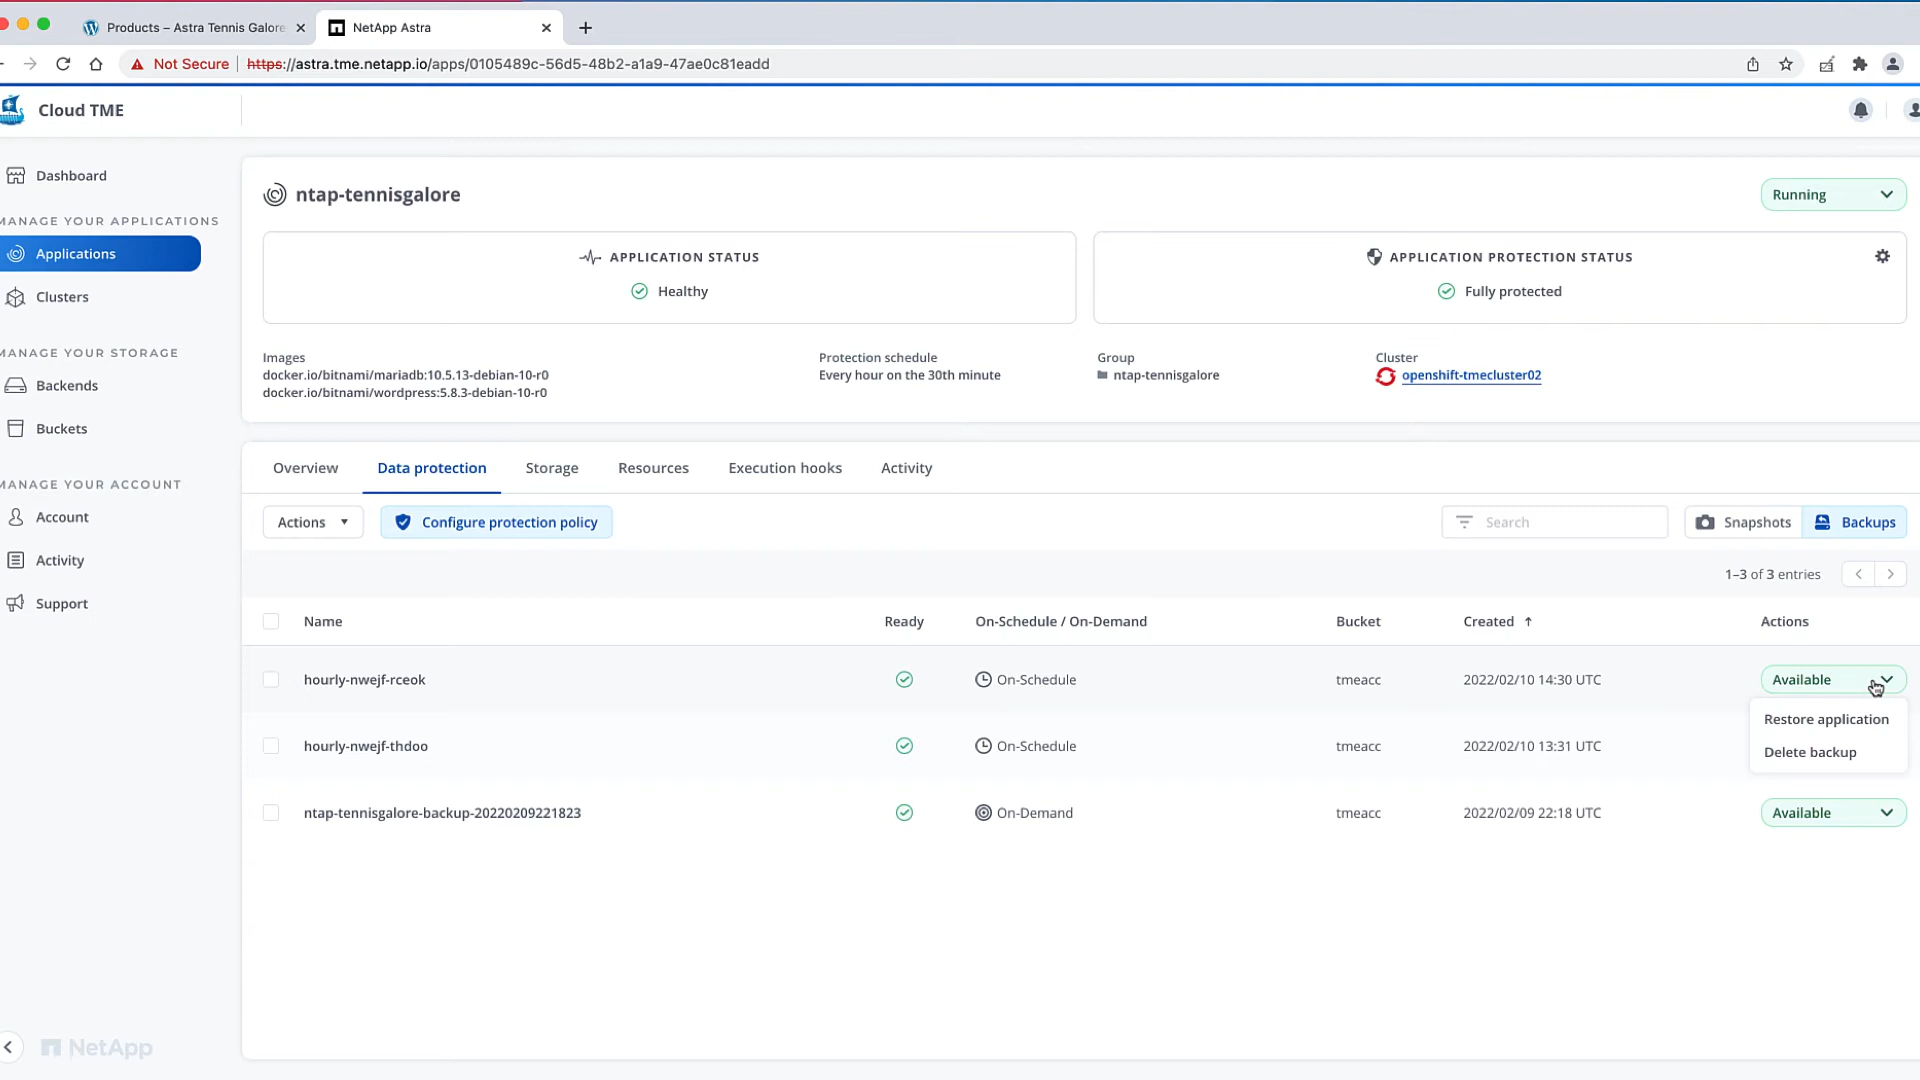 Products – Astra Tennis Galore
NetApp Astra
Not Secure
https://astra.tme.netapp.io/apps/0105489c-56d5-48b2-a1a9-47ae0c81eadd
Cloud TME
Dashboard
MANAGE YOUR APPLICATIONS
Applications
Clusters
MANAGE YOUR STORAGE
Backends
Buckets
MANAGE YOUR ACCOUNT
Account
Activity
Support
NetApp
ntap-tennisgalore
Running
APPLICATION STATUS
Healthy
APPLICATION PROTECTION STATUS
Fully protected
Images
docker.io/bitnami/mariadb:10.5.13-debian-10-r0
docker.io/bitnami/wordpress:5.8.3-debian-10-r0
Protection schedule
Every hour on the 30th minute
Group
ntap-tennisgalore
Cluster
openshift-tmecluster02
Overview Data protection Storage Resources Execution hooks Activity
Actions Configure protection policy Search Snapshots Backups
1–3 of 3 entries
Name Ready On-Schedule / On-Demand Bucket Created ↑ Actions
hourly-nwejf-rceok On-Schedule tmeacc 2022/02/10 14:30 UTC Available
Restore application
hourly-nwejf-thdoo On-Schedule tmeacc 2022/02/10 13:31 UTC
Delete backup
ntap-tennisgalore-backup-20220209221823 On-Demand tmeacc 2022/02/09 22:18 UTC Available